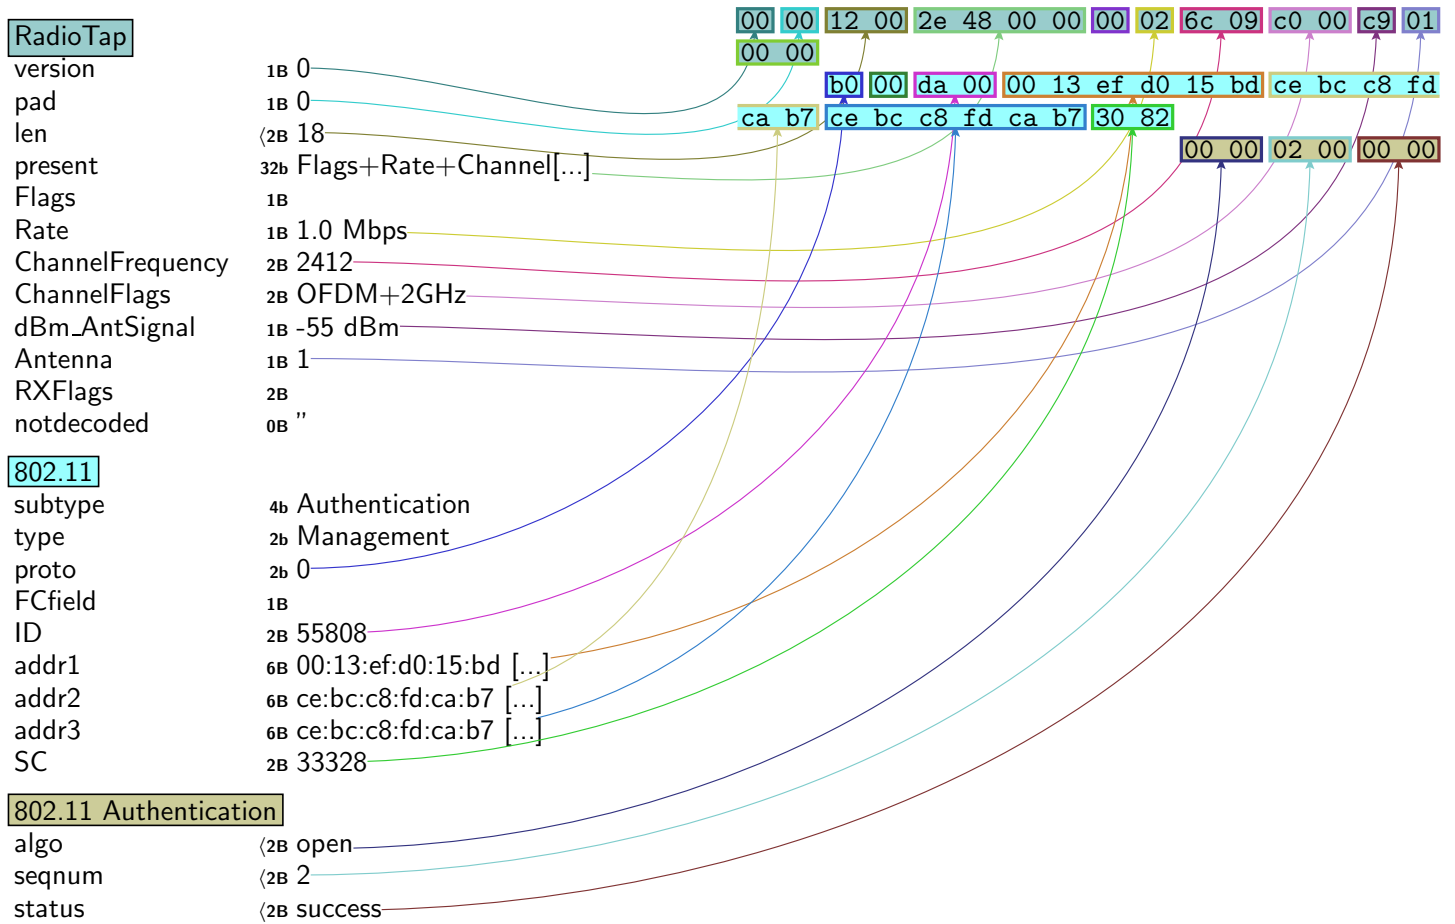 RadioTap
version 1B 0
pad 1B 0
len ⟨2B 18
present 32b Flags+Rate+Channel[...]
Flags 1B
Rate 1B 1.0 Mbps
ChannelFrequency 2B 2412
ChannelFlags 2B OFDM+2GHz
dBm_AntSignal 1B -55 dBm
Antenna 1B 1
RXFlags 2B
notdecoded 0B ”
802.11
subtype 4b Authentication
type 2b Management
proto 2b 0
FCfield 1B
ID 2B 55808
addr1 6B 00:13:ef:d0:15:bd [...]
addr2 6B ce:bc:c8:fd:ca:b7 [...]
addr3 6B ce:bc:c8:fd:ca:b7 [...]
SC 2B 33328
802.11 Authentication
algo ⟨2B open
seqnum ⟨2B 2
status ⟨2B success
00 00 12 00 2e 48 00 00 00 02 6c 09 c0 00 c9 01
00 00
b0 00 da 00 00 13 ef d0 15 bd ce bc c8 fd
ca b7 ce bc c8 fd ca b7 30 82
00 00 02 00 00 00